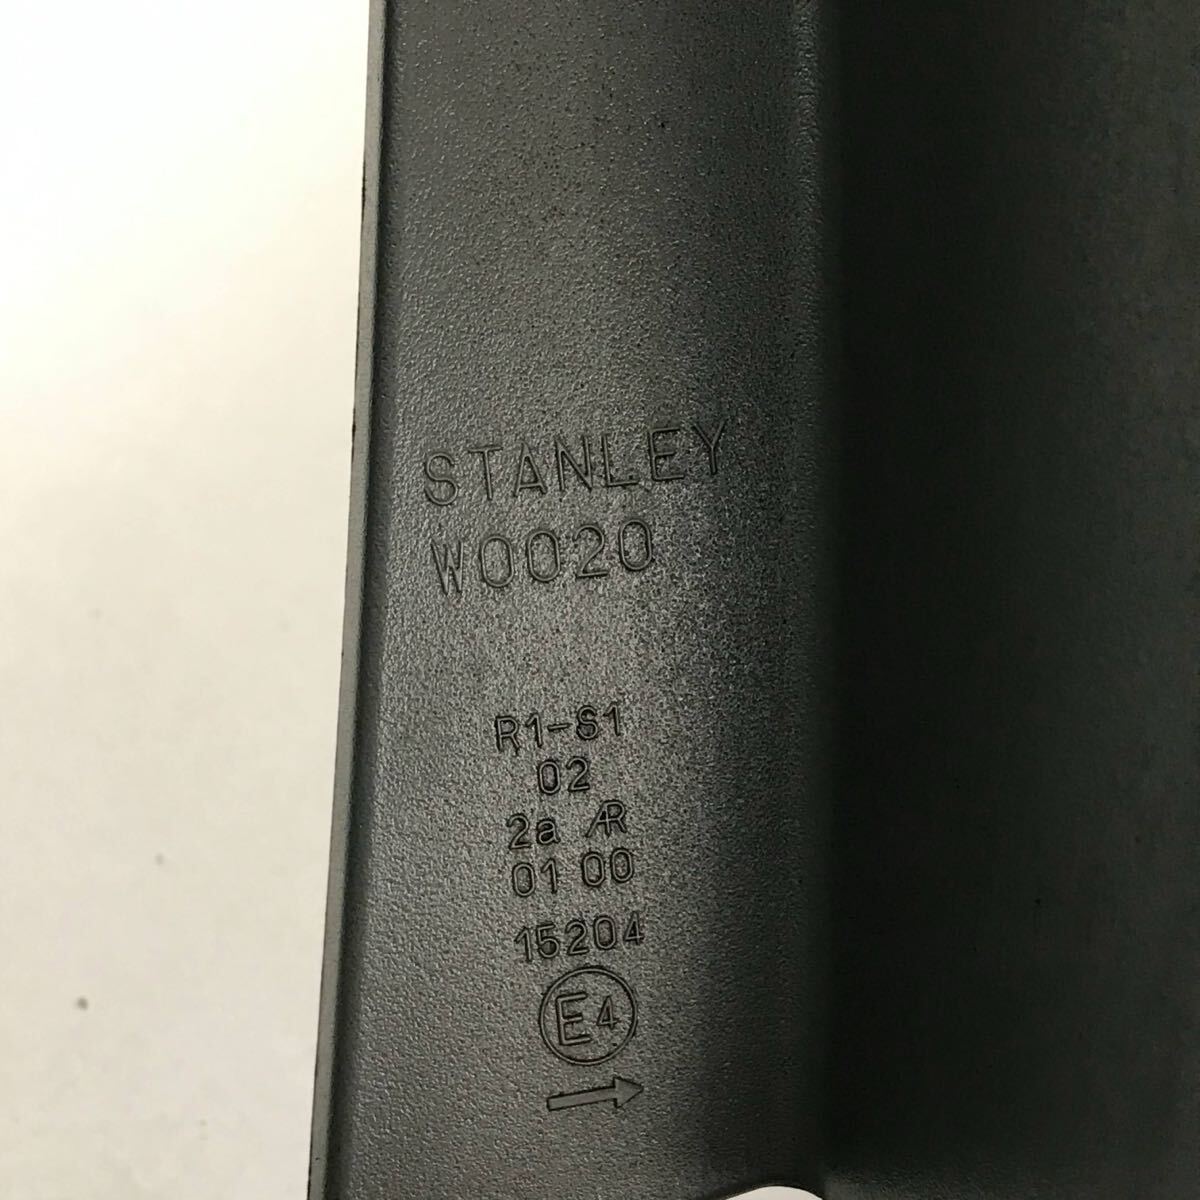 STANLEY
W0020
R1-S1
02
2a AR
01 00
15204
E4